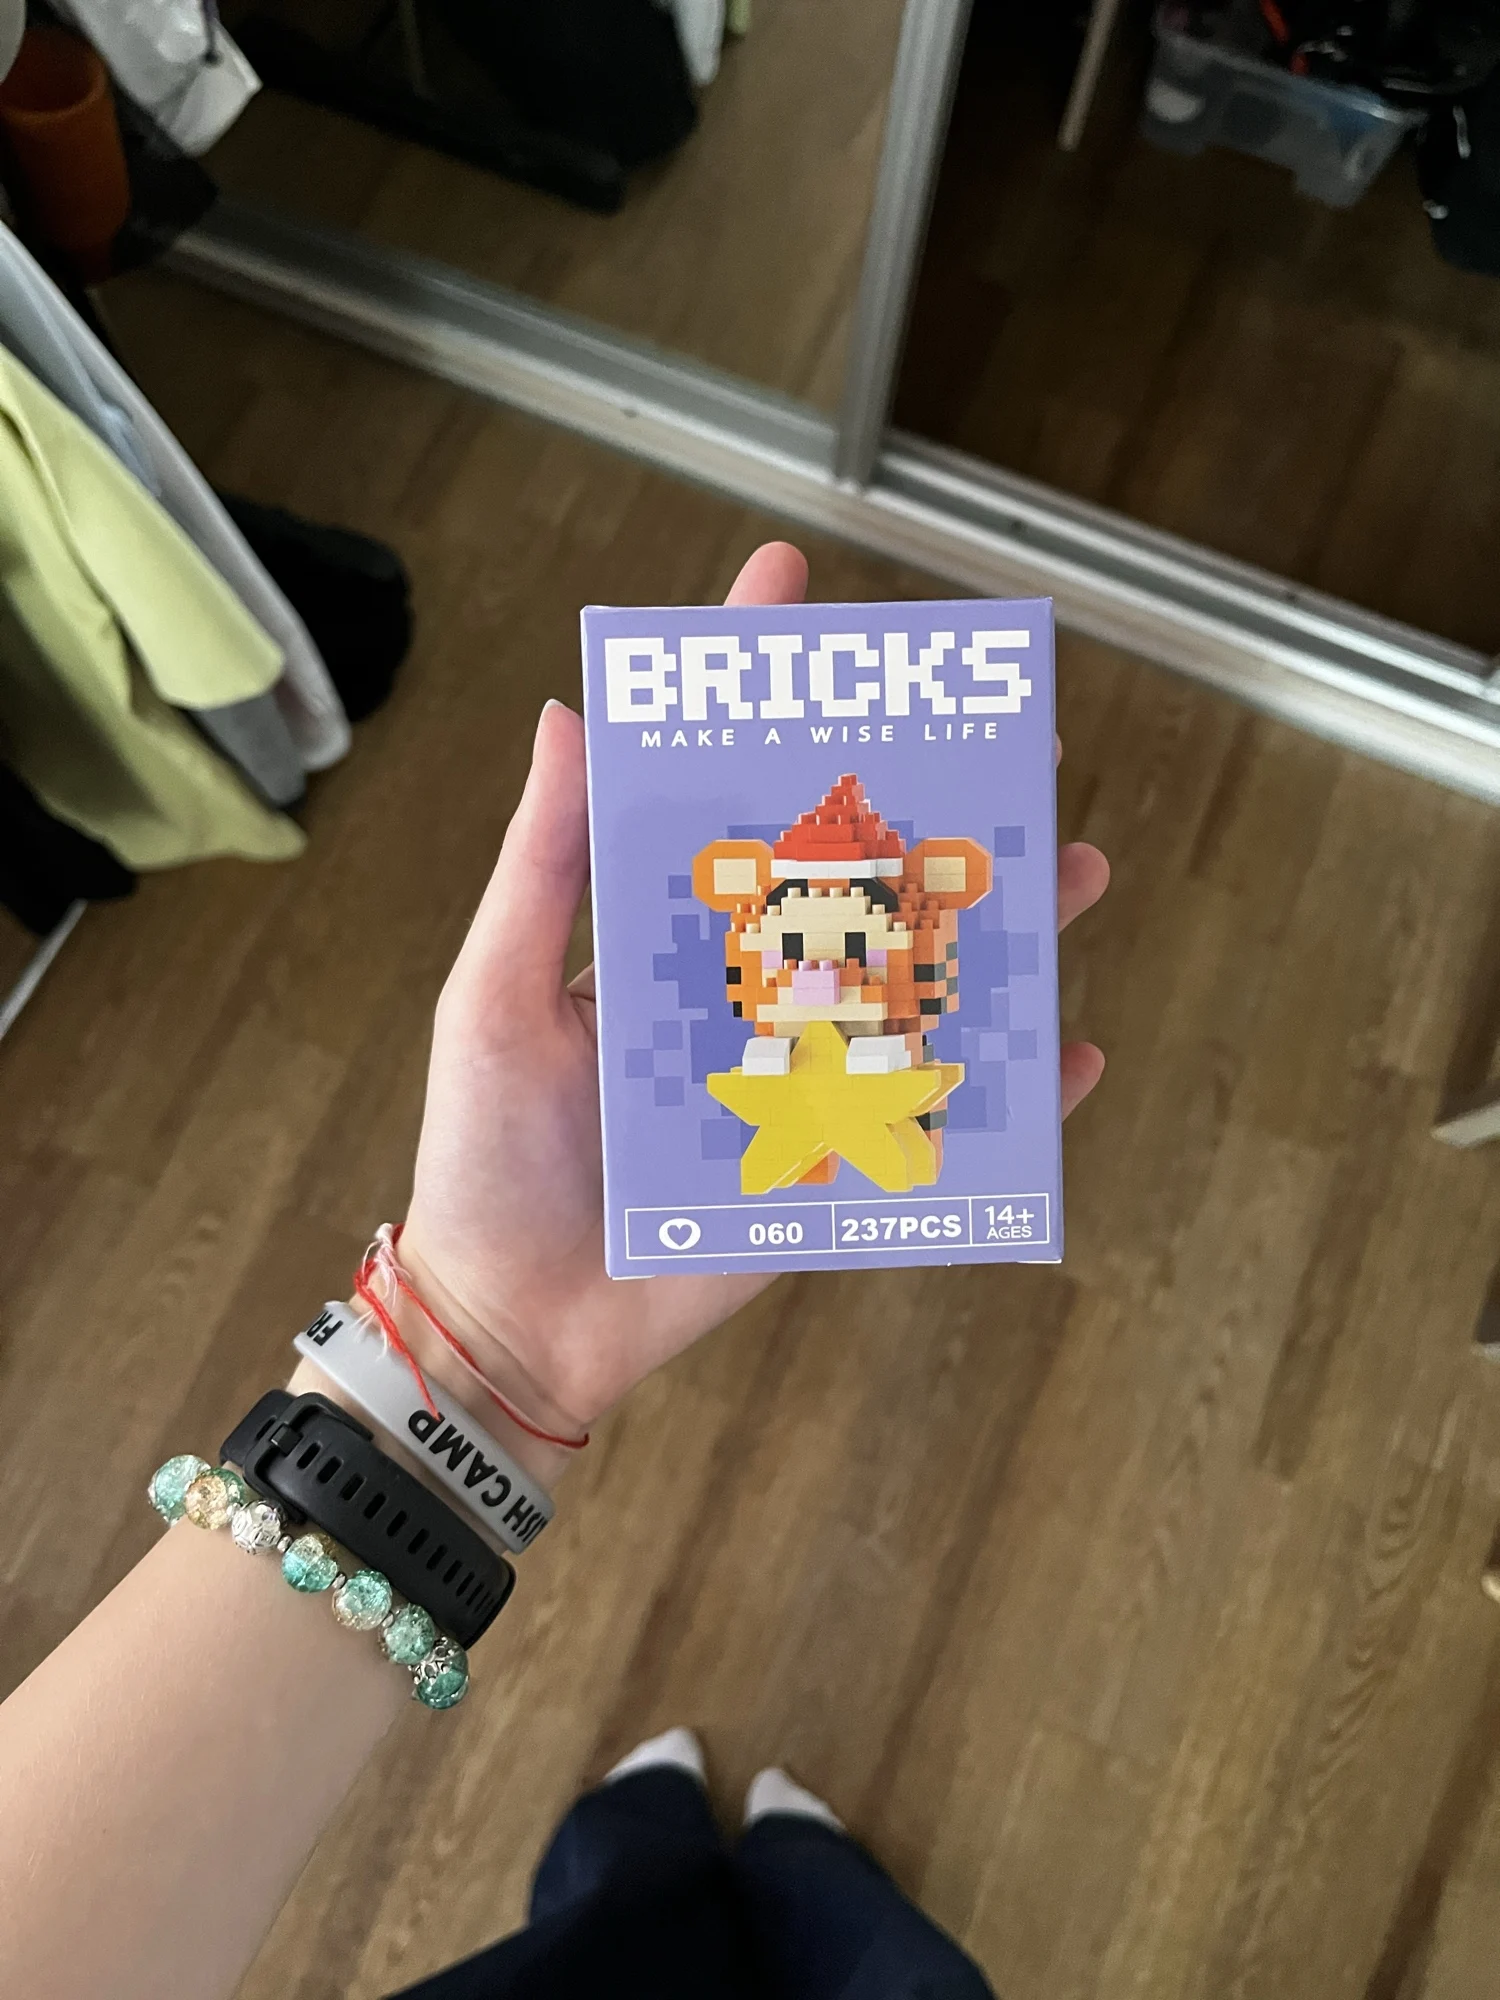 BRICKS
MAKE A WISE LIFE
060
237PCS
14+
AGES
CAMP